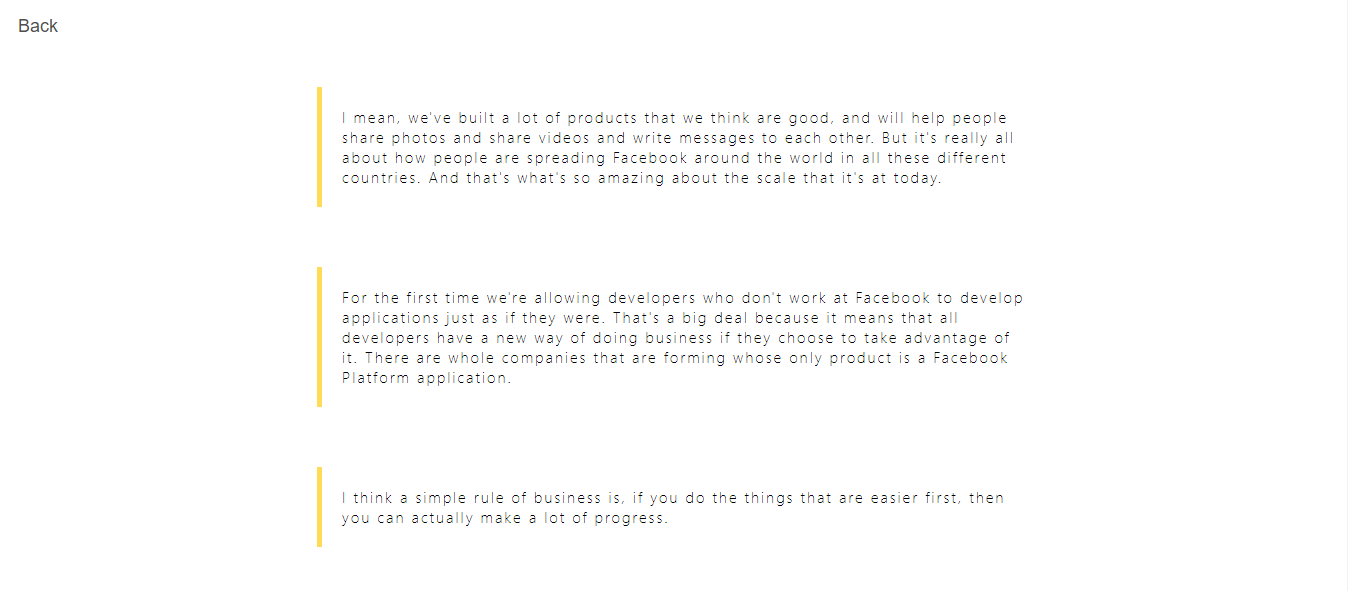 Back
I mean, we've built a lot of products that we think are good, and will help people
share photos and share videos and write messages to each other. But it's really all
about how people are spreading Facebook around the world in all these different
countries. And that's what's so amazing about the scale that it's at today.
For the first time we're allowing developers who don't work at Facebook to develop
applications just as if they were. That's a big deal because it means that all
developers have a new way of doing business if they choose to take advantage of
it. There are whole companies that are forming whose only product is a Facebook
Platform application.
I think a simple rule of business is, if you do the things that are easier first, then
you can actually make a lot of progress.